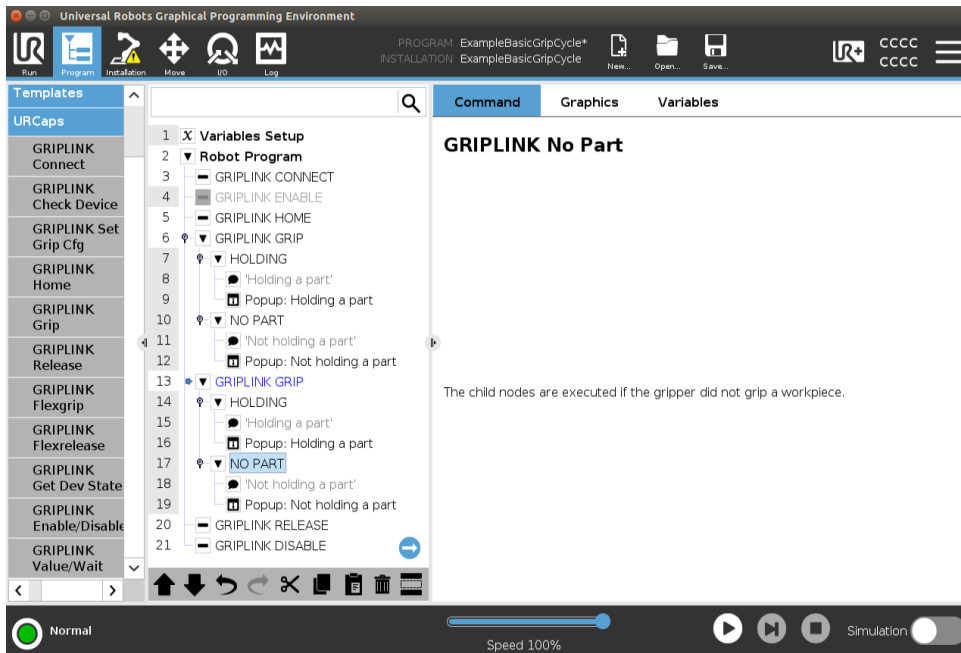 Universal Robots Graphical Programming Environment
UR
Run
Program
Installation
Move
I/O
Log
PROGRAM ExampleBasicGripCycle*
INSTALLATION ExampleBasicGripCycle
New...
Open...
Save...
UR+
CCCC
CCCC
Templates
URCaps
GRIPLINK
Connect
GRIPLINK
Check Device
GRIPLINK Set
Grip Cfg
GRIPLINK
Home
GRIPLINK
Grip
GRIPLINK
Release
GRIPLINK
Flexgrip
GRIPLINK
Flexrelease
GRIPLINK
Get Dev State
GRIPLINK
Enable/Disable
GRIPLINK
Value/Wait
1 X Variables Setup
2 Robot Program
3 GRIPLINK CONNECT
4 GRIPLINK ENABLE
5 GRIPLINK HOME
6 GRIPLINK GRIP
7 HOLDING
8 'Holding a part'
9 Popup: Holding a part
10 NO PART
11 'Not holding a part'
12 Popup: Not holding a part
13 GRIPLINK GRIP
14 HOLDING
15 'Holding a part'
16 Popup: Holding a part
17 NO PART
18 'Not holding a part'
19 Popup: Not holding a part
20 GRIPLINK RELEASE
21 GRIPLINK DISABLE
Command Graphics Variables
GRIPLINK No Part
The child nodes are executed if the gripper did not grip a workpiece.
Normal
Speed 100%
Simulation